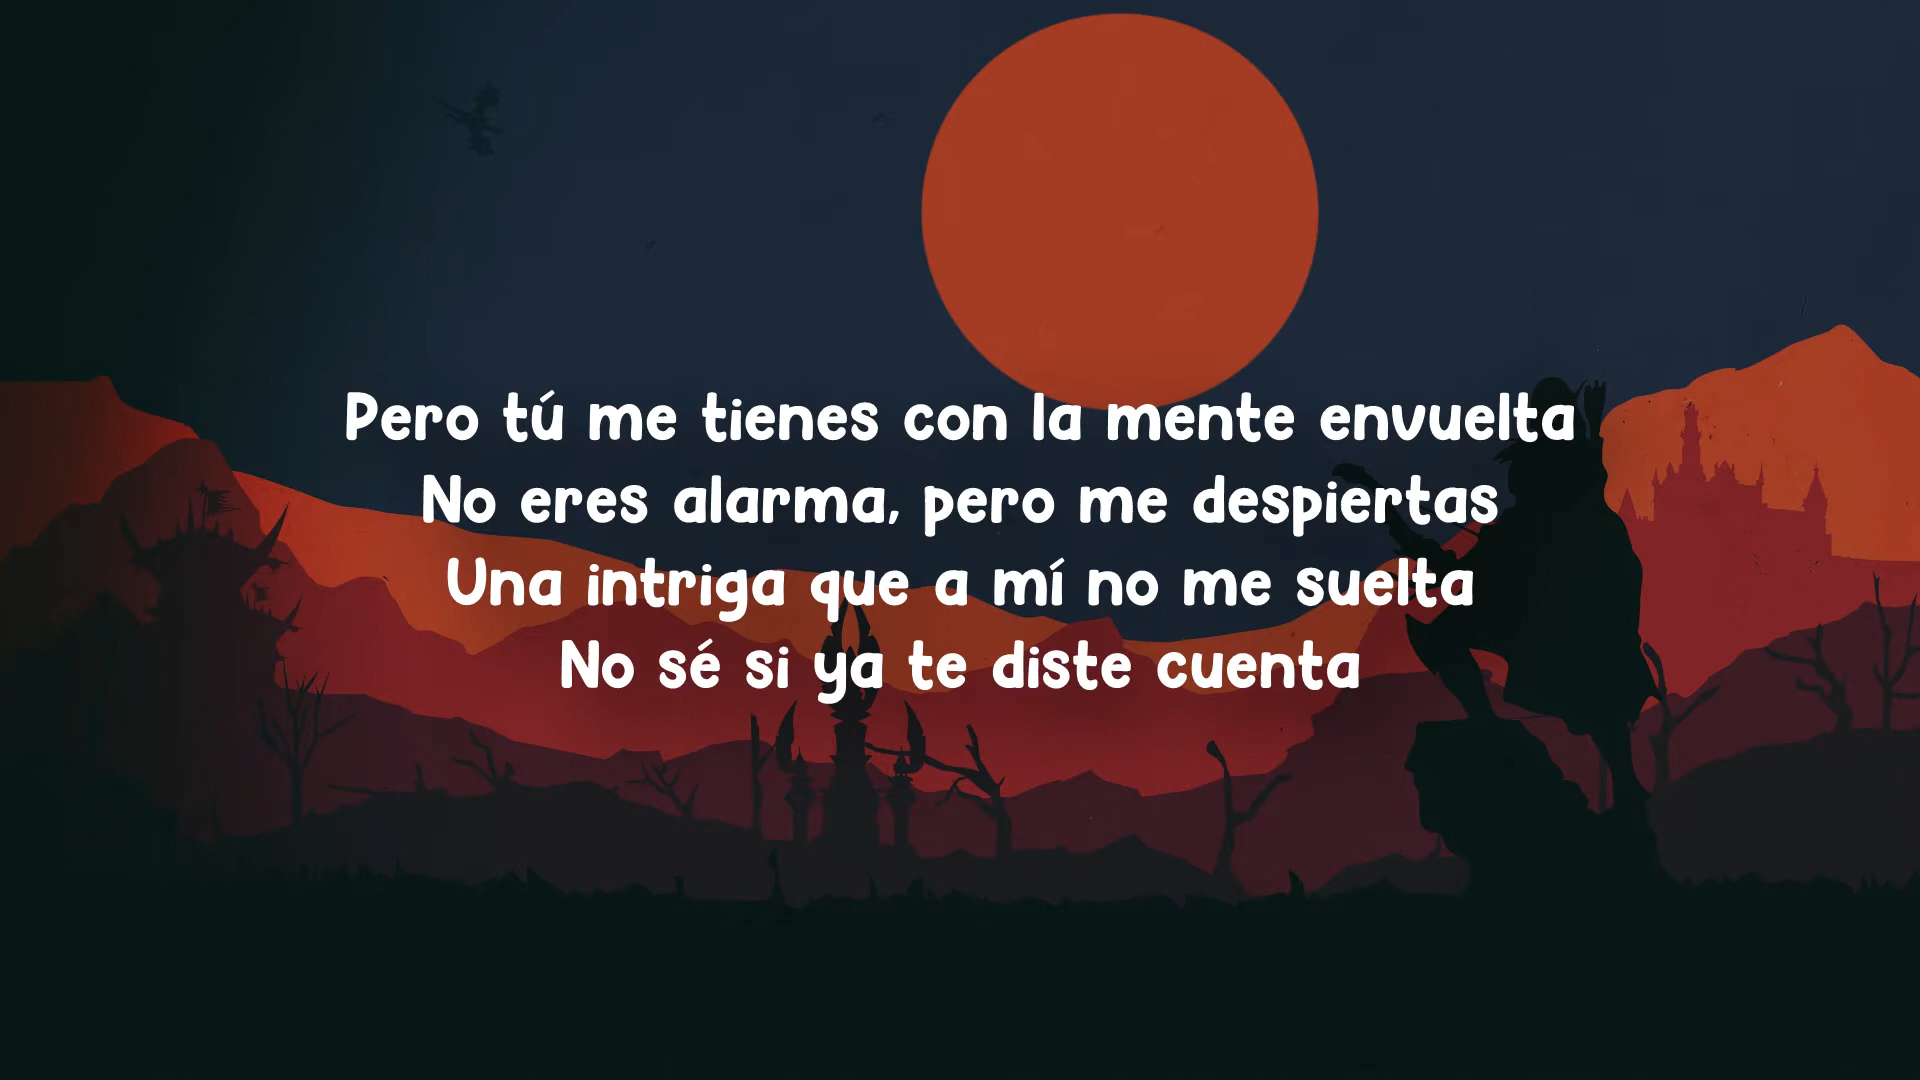 Pero tú me tienes con la mente envuelta
No eres alarma, pero me despiertas
Una intriga que a mí no me suelta
No sé si ya te diste cuenta